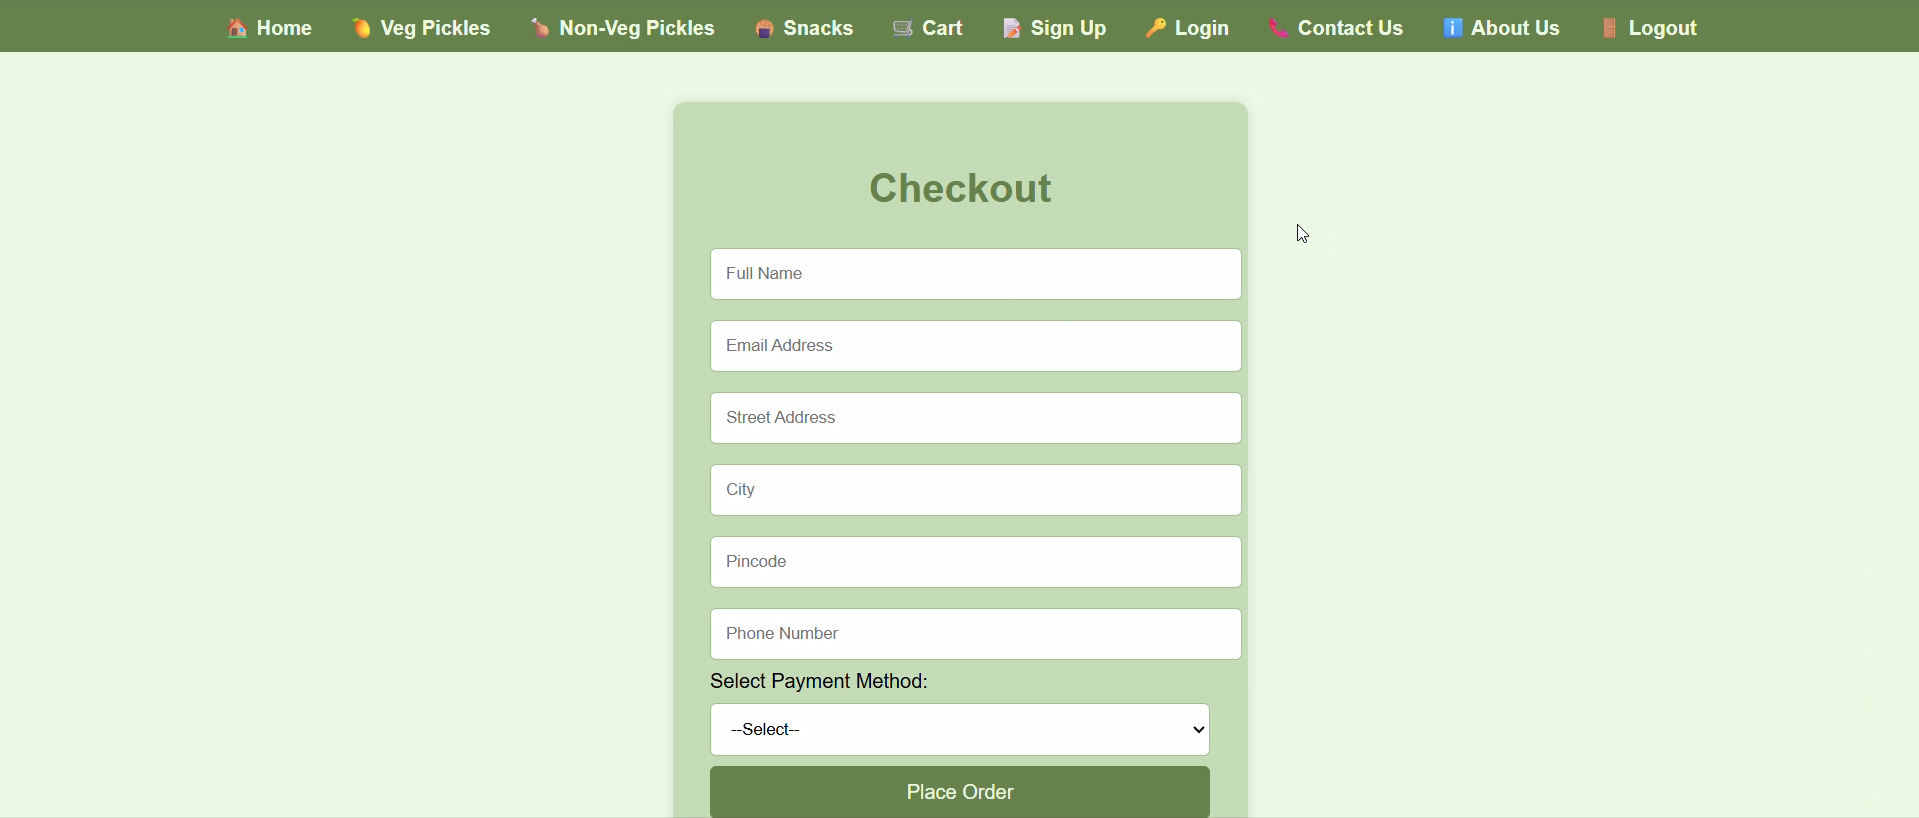 Home Veg Pickles Non-Veg Pickles Snacks Cart Sign Up Login Contact Us About Us Logout
Checkout
Full Name
Email Address
Street Address
City
Pincode
Phone Number
Select Payment Method:
--Select--
Place Order